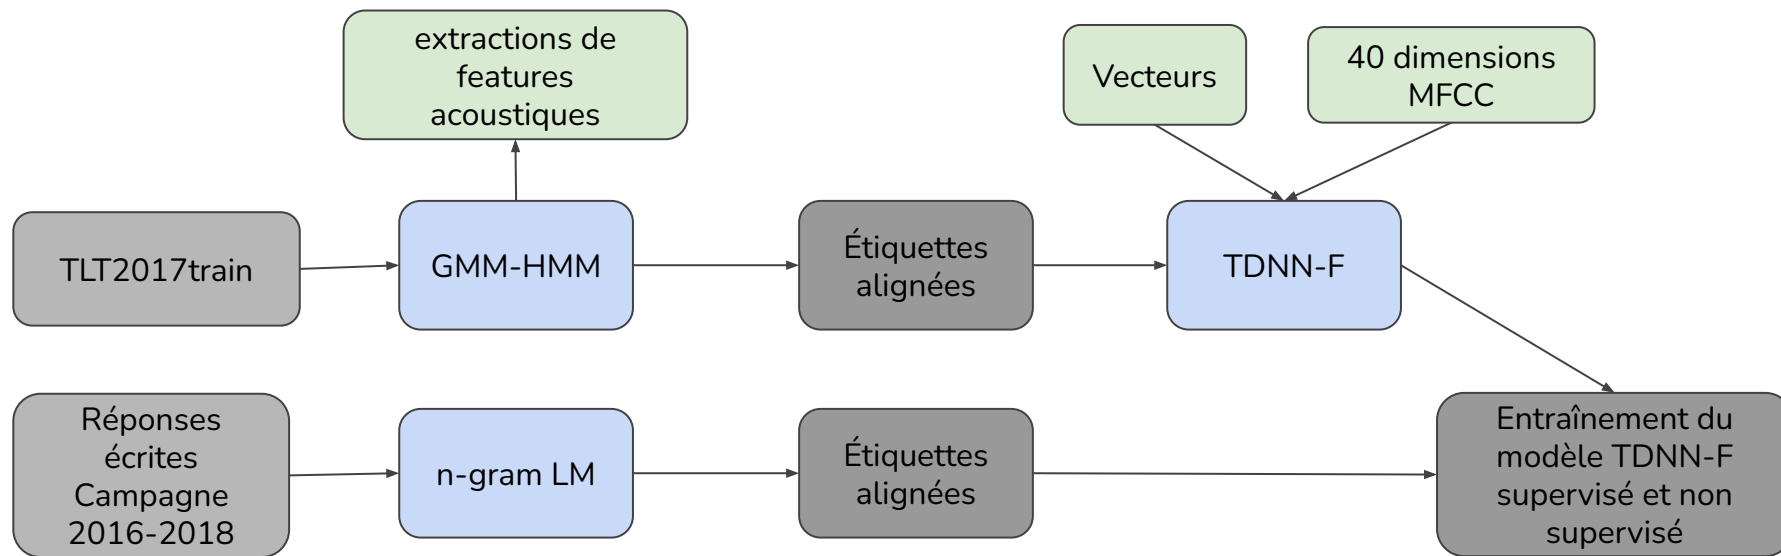 extractions de
features
acoustiques
Vecteurs
40 dimensions
MFCC
TLT2017train
GMM-HMM
Étiquettes
alignées
TDNN-F
Réponses
écrites
Campagne
2016-2018
n-gram LM
Étiquettes
alignées
Entraînement du
modèle TDNN-F
supervisé et non
supervisé